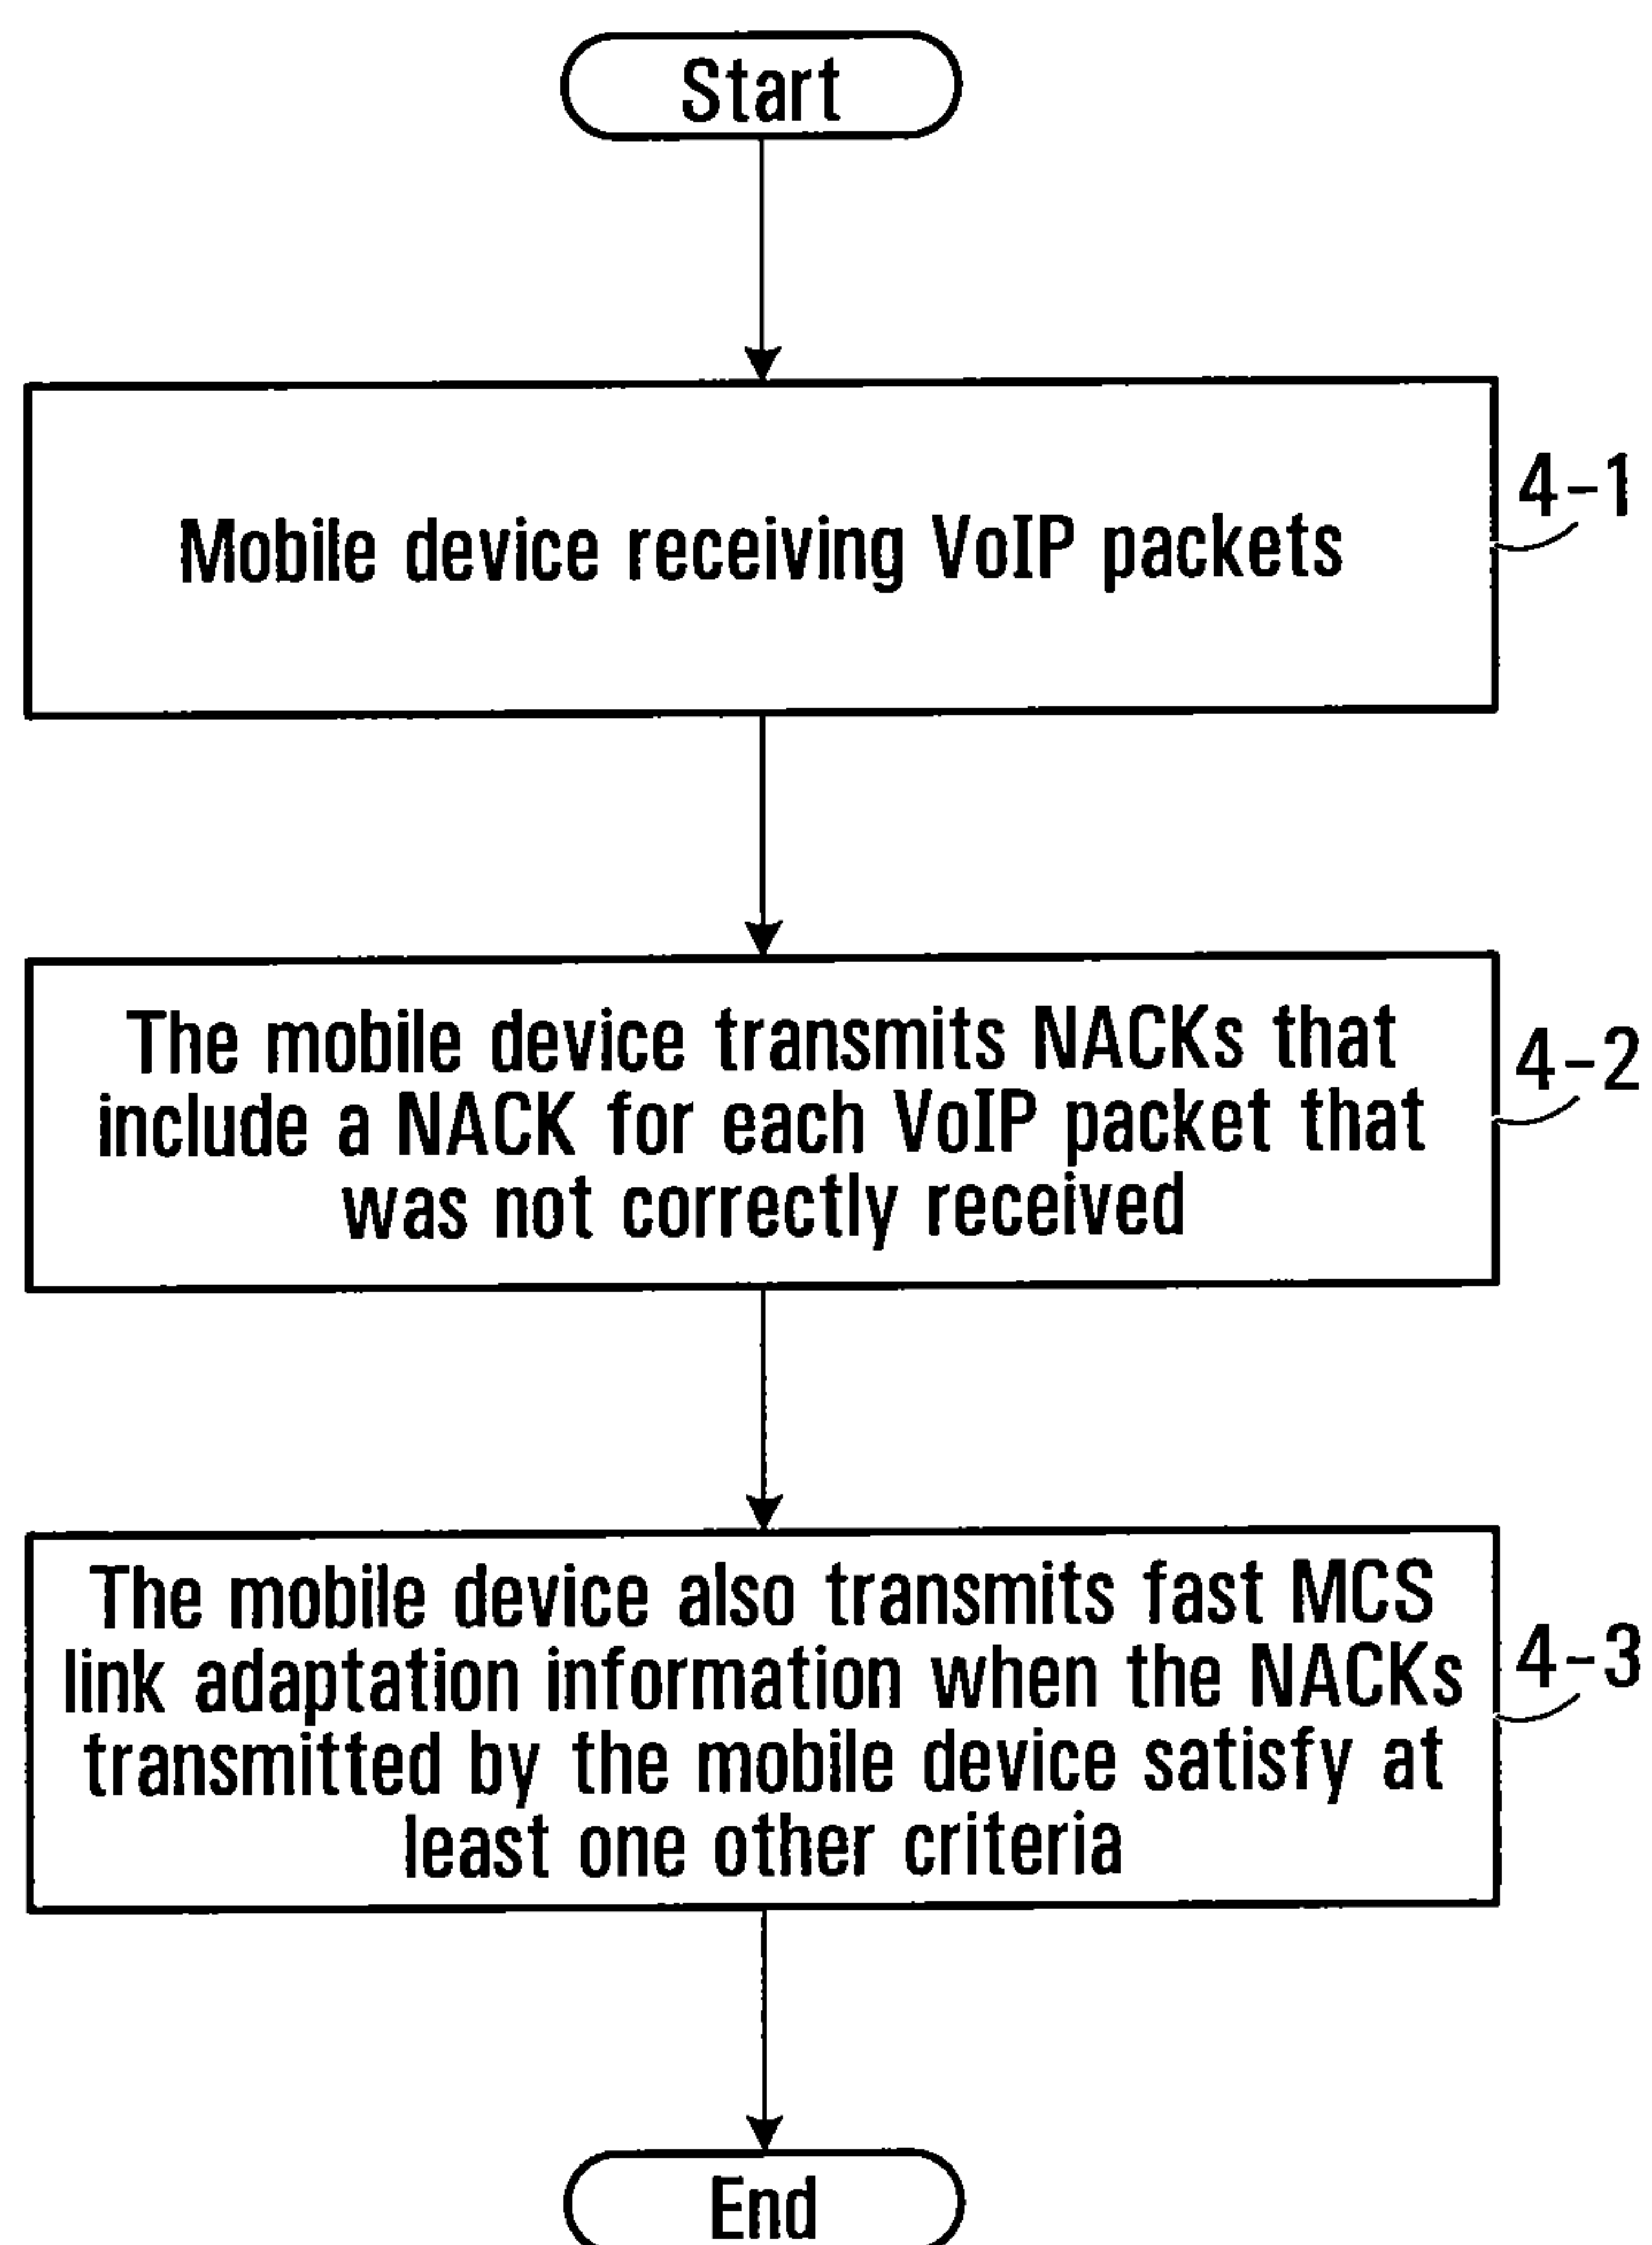 Start
Mobile device receiving VoIP packets
4-1
The mobile device transmits NACKs that
include a NACK for each VoIP packet that
was not correctly received
4-2
The mobile device also transmits fast MCS
link adaptation information when the NACKs
transmitted by the mobile device satisfy at
least one other criteria
4-3
End